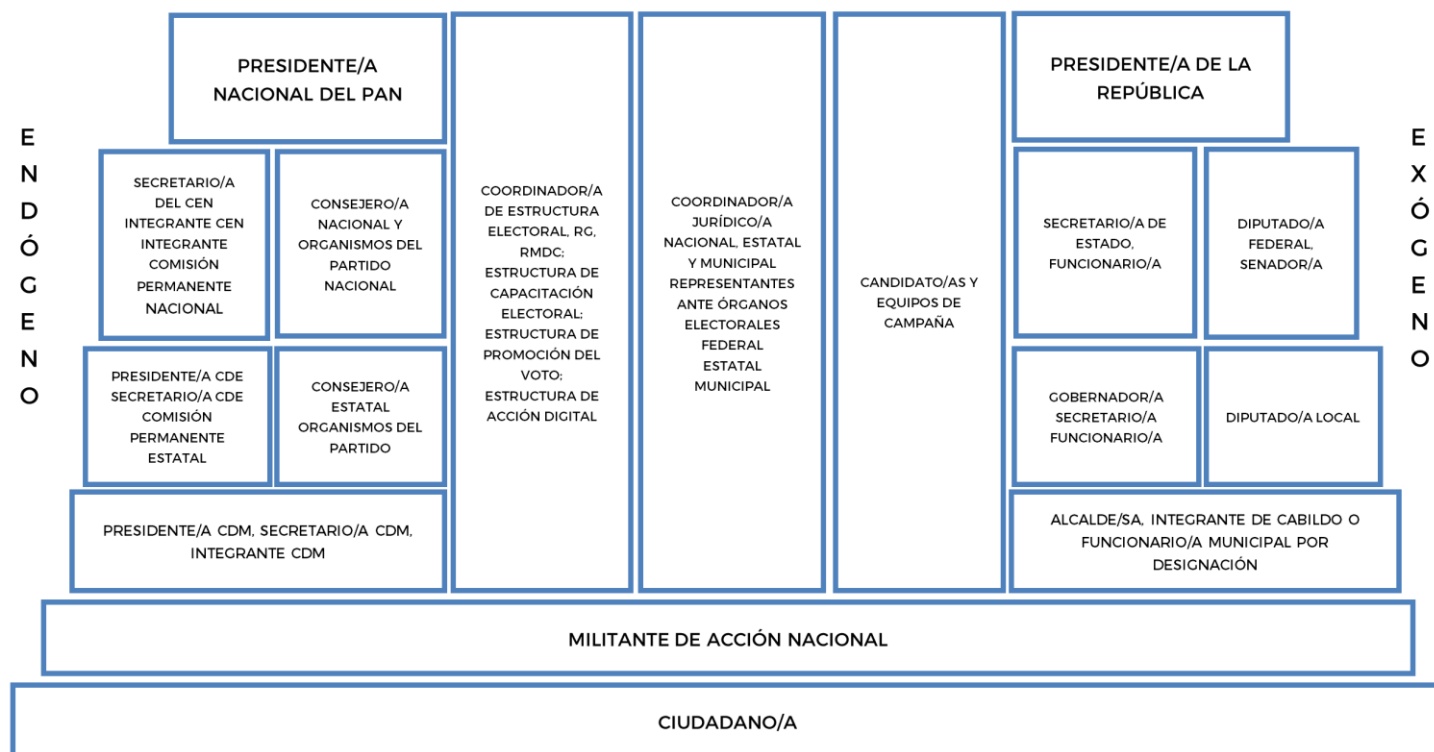 ENDÓGENO
PRESIDENTE/A
NACIONAL DEL PAN
SECRETARIO/A
DEL CEN
INTEGRANTE CEN
INTEGRANTE
COMISIÓN
PERMANENTE
NACIONAL
CONSEJERO/A
NACIONAL Y
ORGANISMOS DEL
PARTIDO
NACIONAL
PRESIDENTE/A CDE
SECRETARIO/A CDE
COMISIÓN
PERMANENTE
ESTATAL
CONSEJERO/A
ESTATAL
ORGANISMOS DEL
PARTIDO
PRESIDENTE/A CDM, SECRETARIO/A CDM,
INTEGRANTE CDM
COORDINADOR/A
DE ESTRUCTURA
ELECTORAL, RG,
RMDC;
ESTRUCTURA DE
CAPACITACIÓN
ELECTORAL;
ESTRUCTURA DE
PROMOCIÓN DEL
VOTO;
ESTRUCTURA DE
ACCIÓN DIGITAL
COORDINADOR/A
JURÍDICO/A
NACIONAL, ESTATAL
Y MUNICIPAL
REPRESENTANTES
ANTE ÓRGANOS
ELECTORALES
FEDERAL
ESTATAL
MUNICIPAL
CANDIDATO/AS Y
EQUIPOS DE
CAMPAÑA
PRESIDENTE/A DE LA
REPÚBLICA
SECRETARIO/A DE
ESTADO,
FUNCIONARIO/A
DIPUTADO/A
FEDERAL,
SENADOR/A
GOBERNADOR/A
SECRETARIO/A
FUNCIONARIO/A
DIPUTADO/A LOCAL
ALCALDE/SA, INTEGRANTE DE CABILDO O
FUNCIONARIO/A MUNICIPAL POR
DESIGNACIÓN
EXÓGENO
MILITANTE DE ACCIÓN NACIONAL
CIUDADANO/A